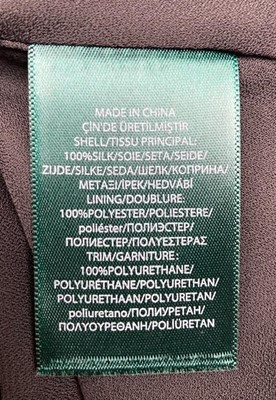 MADE IN CHINA
ÇİN'DE ÜRETİLMİŞTİR
SHELL/TISSU PRINCIPAL:
100%SILK/SOIE/SETA/SEIDE/
ZIJDE/SILKE/SEDA/ШЕЛК/КОПРИНА/
ΜΕΤΑΞΙ/İPEK/HEDVÁBÍ
LINING/DOUBLURE:
100%POLYESTER/POLIESTERE/
poliéster/ПОЛИЭСТЕР/
ПОЛИЕСТЕР/ΠΟΛΥΕΣΤΕΡΑΣ
TRIM/GARNITURE:
100%POLYURETHANE/
POLYURÉTHANE/POLYURETHAN/
POLYURETHAAN/POLYURETAN/
poliuretano/ПОЛИУРЕТАН/
ΠΟΛΥΟΥΡΕΘΑΝΗ/POLİÜRETAN